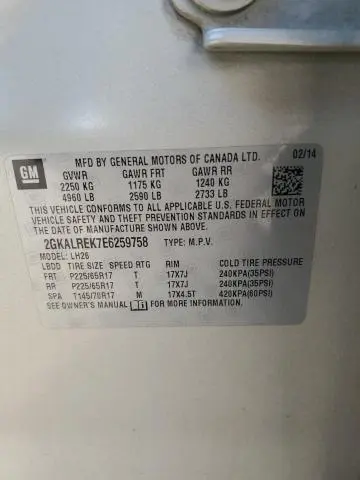 GM
MFD BY GENERAL MOTORS OF CANADA LTD. 02/14
GVWR GAWR FRT GAWR RR
2250 KG 1175 KG 1240 KG
4960 LB 2590 LB 2733 LB
THIS VEHICLE CONFORMS TO ALL APPLICABLE U.S. FEDERAL MOTOR
VEHICLE SAFETY AND THEFT PREVENTION STANDARDS IN EFFECT ON
THE DATE OF MANUFACTURE SHOWN ABOVE.
2GKALREK7E6259758 TYPE: M.P.V.
MODEL: LH26
LBDD TIRE SIZE SPEED RTG RIM COLD TIRE PRESSURE
FRT P225/65R17 T 17X7J 240KPA(35PSI)
RR P225/65R17 T 17X7J 240KPA(35PSI)
SPA T145/70R17 M 17X4.5T 420KPA(60PSI)
SEE OWNER'S MANUAL FOR MORE INFORMATION.